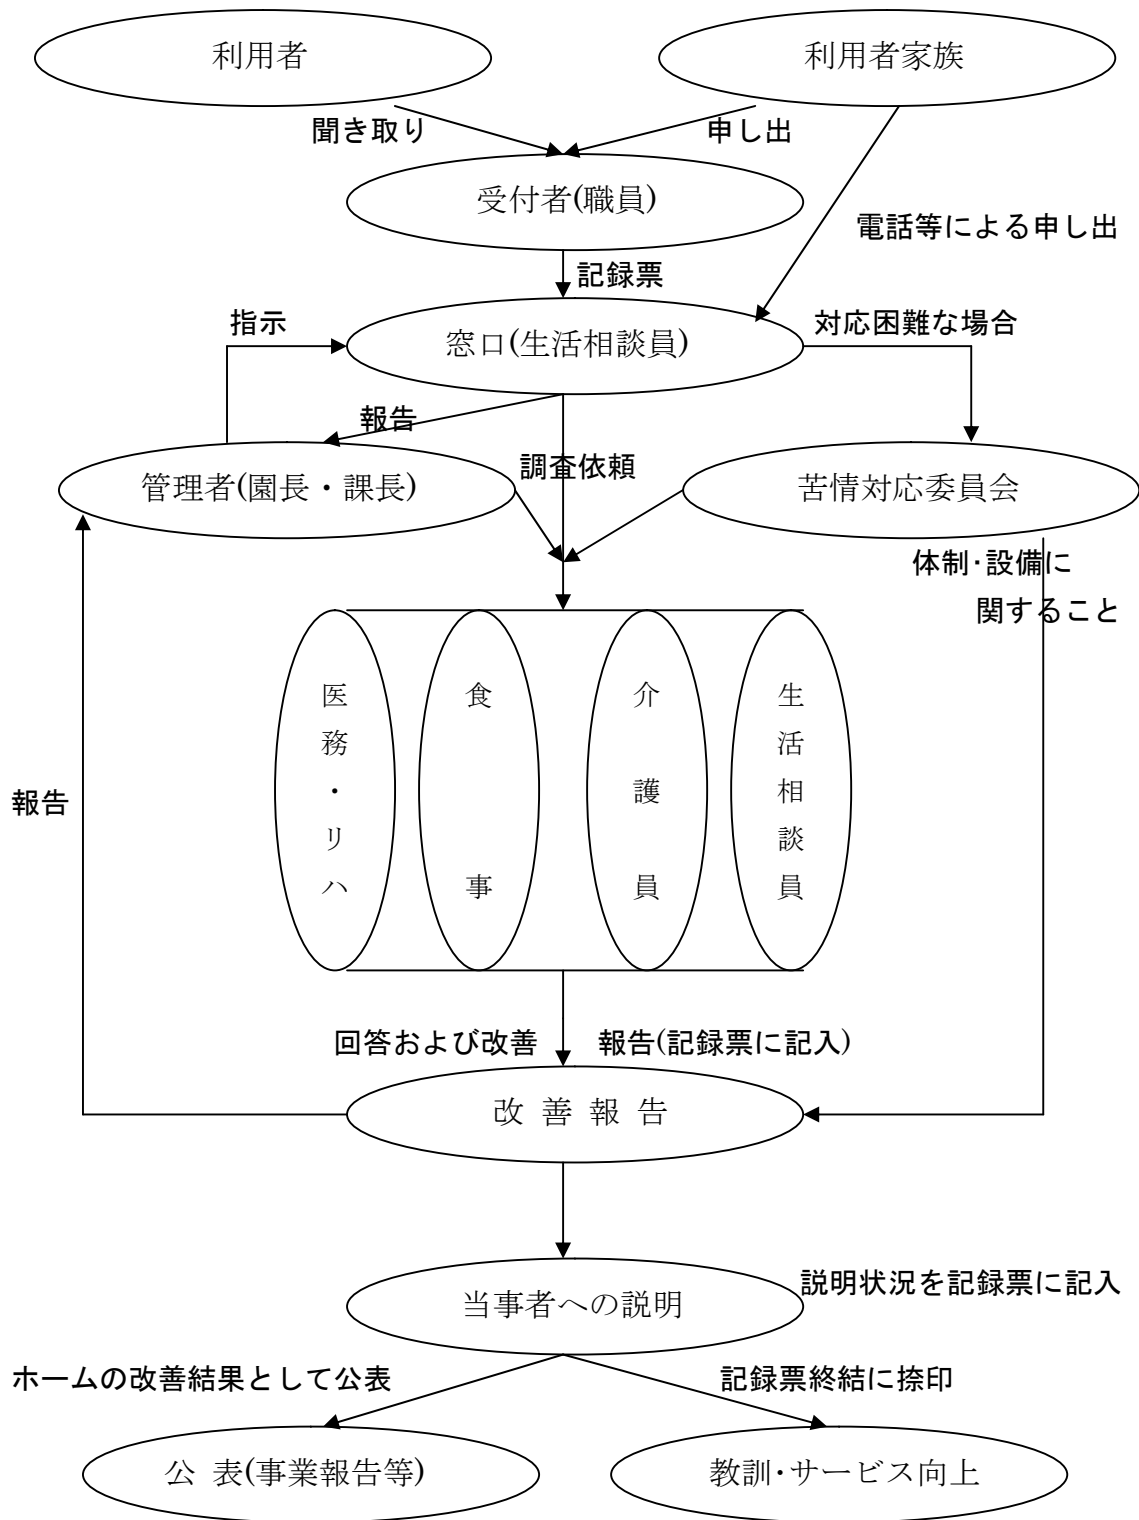 利用者
利用者家族
聞き取り
申し出
受付者(職員)
電話等による申し出
記録票
指示
窓口(生活相談員)
対応困難な場合
報告
調査依頼
管理者(園長・課長)
苦情対応委員会
体制･設備に
関すること
医務・リハ
食事
介護員
生活相談員
報告
回答および改善
報告(記録票に記入)
改 善 報 告
当事者への説明
説明状況を記録票に記入
ホームの改善結果として公表
記録票終結に捺印
公 表(事業報告等)
教訓･サービス向上